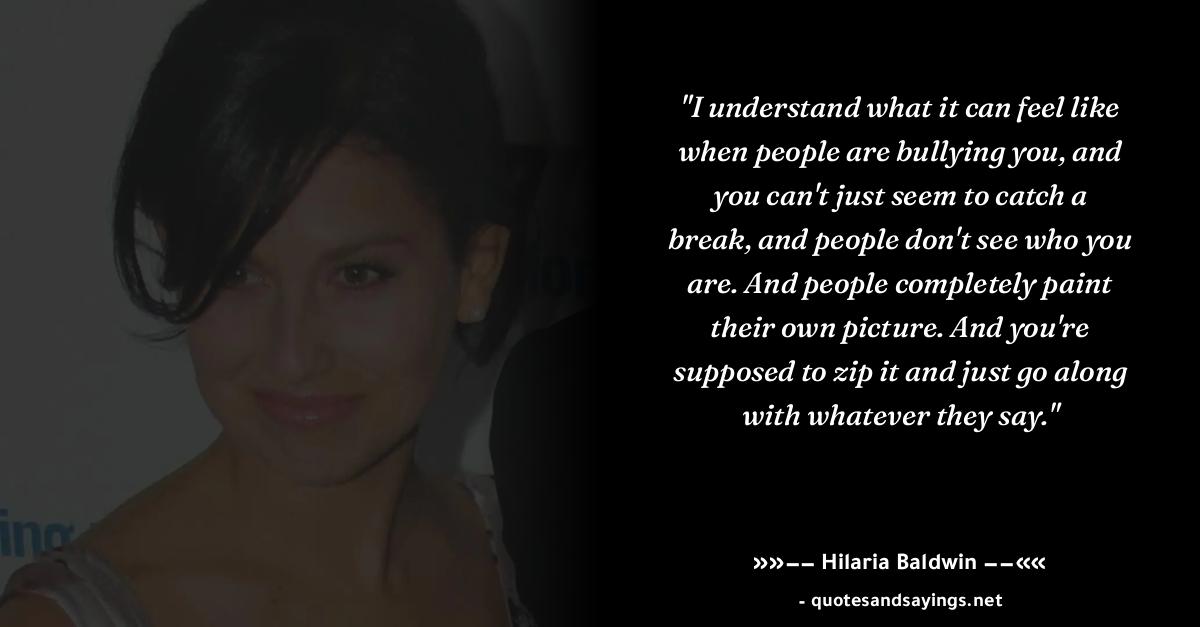 "I understand what it can feel like
when people are bullying you, and
you can't just seem to catch a
break, and people don't see who you
are. And people completely paint
their own picture. And you're
supposed to zip it and just go along
with whatever they say."
ing
»»−− Hilaria Baldwin −−««
- quotesandsayings.net